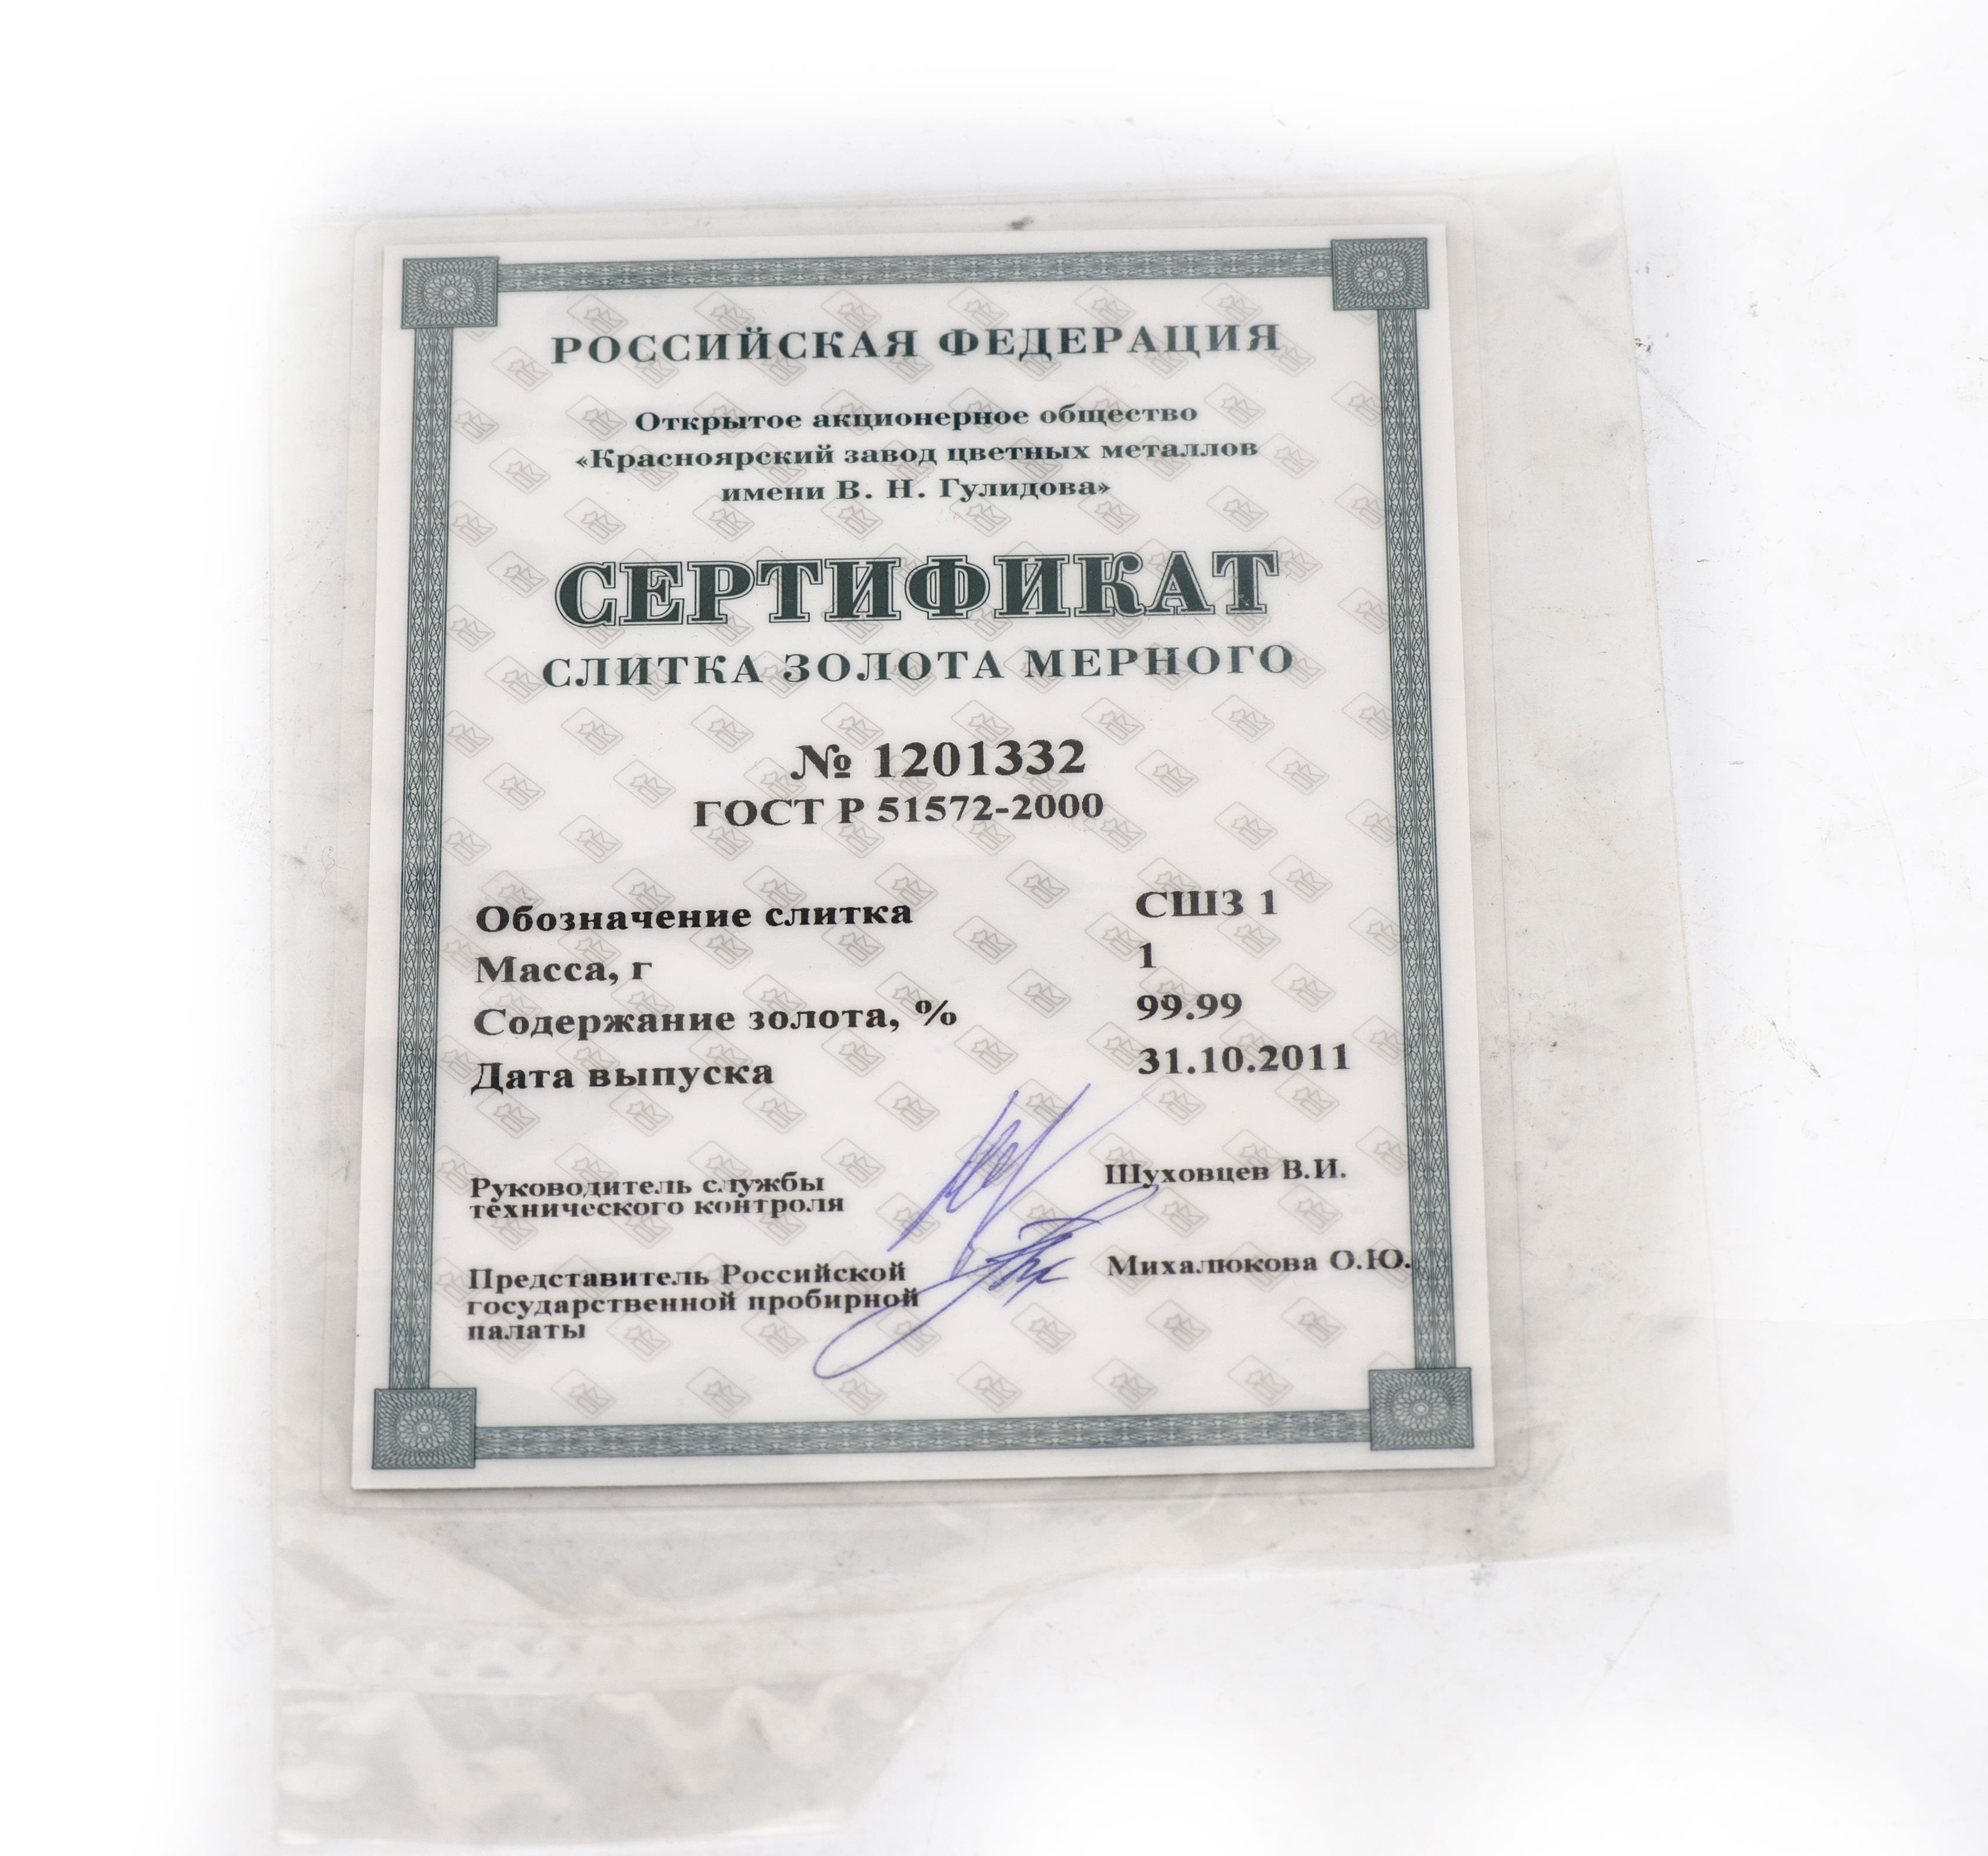 РОССИЙСКАЯ ФЕДЕРАЦИЯ
Открытое акционерное общество
«Красноярский завод цветных металлов
имени В. Н. Гулидова»
СЕРТИФИКАТ
СЛИТКА ЗОЛОТА МЕРНОГО
№ 1201332
ГОСТ Р 51572-2000
Обозначение слитка СШЗ 1
Масса, г 1
Содержание золота, % 99.99
Дата выпуска 31.10.2011
Руководитель службы
технического контроля
Шуховцев В.И.
Представитель Российской
государственной пробирной
палаты
Михалюкова О.Ю.